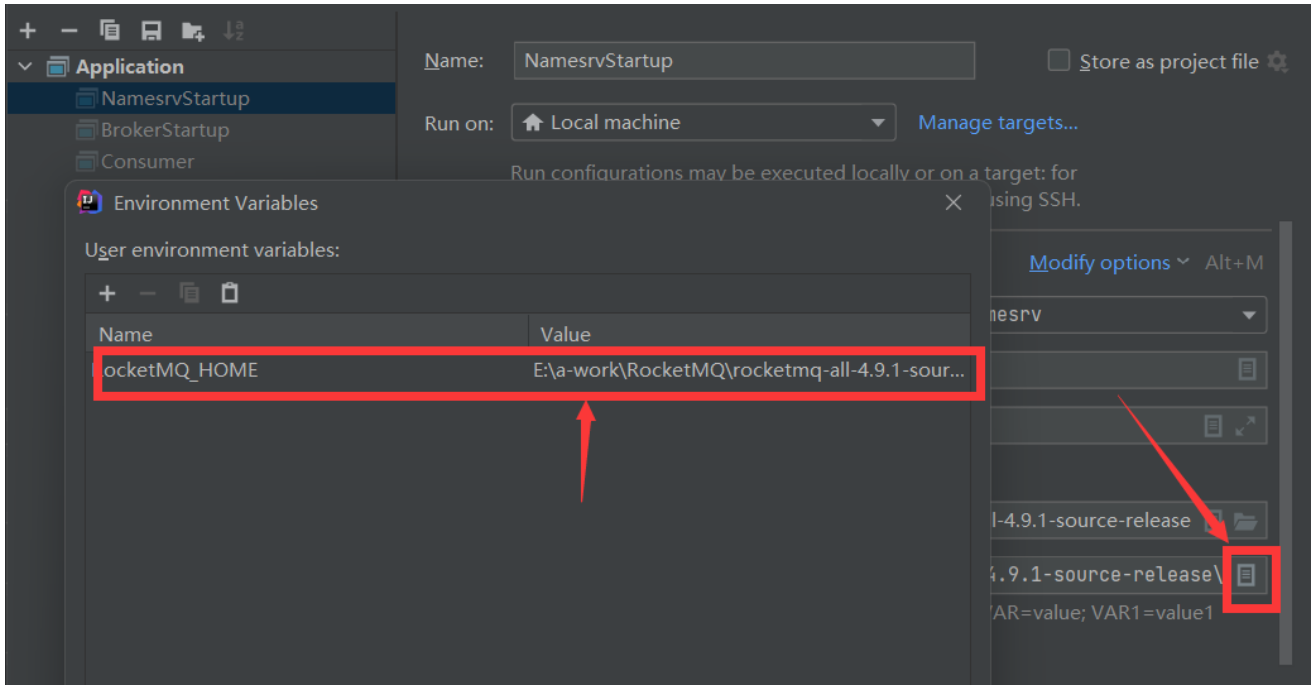 Application
NamesrvStartup
BrokerStartup
Consumer
Name: NamesrvStartup
Store as project file
Run on: Local machine
Manage targets...
Run configurations may be executed locally or on a target: for
using SSH.
Modify options Alt+M
Environment Variables
User environment variables:
Name Value
ocketMQ_HOME E:\a-work\RocketMQ\rocketmq-all-4.9.1-sour...
mesrv
l-4.9.1-source-release
4.9.1-source-release\
VAR=value; VAR1=value1